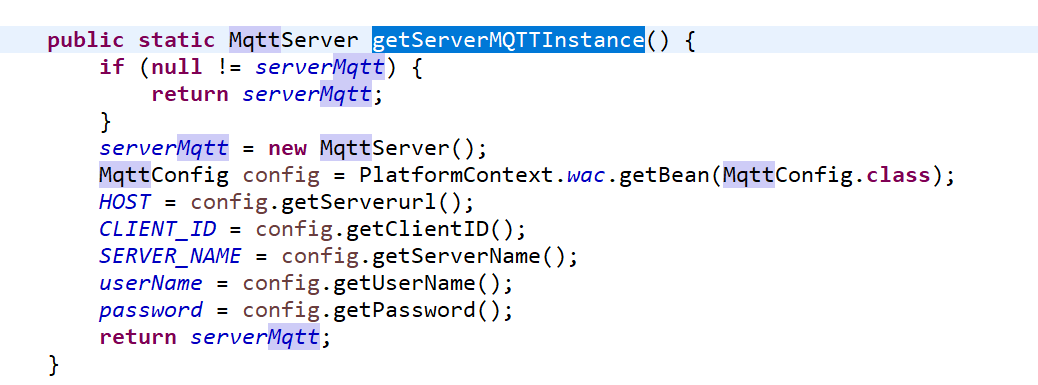 public static MqttServer getServerMQTTInstance() {
if (null != serverMqtt) {
return serverMqtt;
}
serverMqtt = new MqttServer();
MqttConfig config = PlatformContext.wac.getBean(MqttConfig.class);
HOST = config.getServerurl();
CLIENT_ID = config.getClientID();
SERVER_NAME = config.getServerName();
userName = config.getUserName();
password = config.getPassword();
return serverMqtt;
}